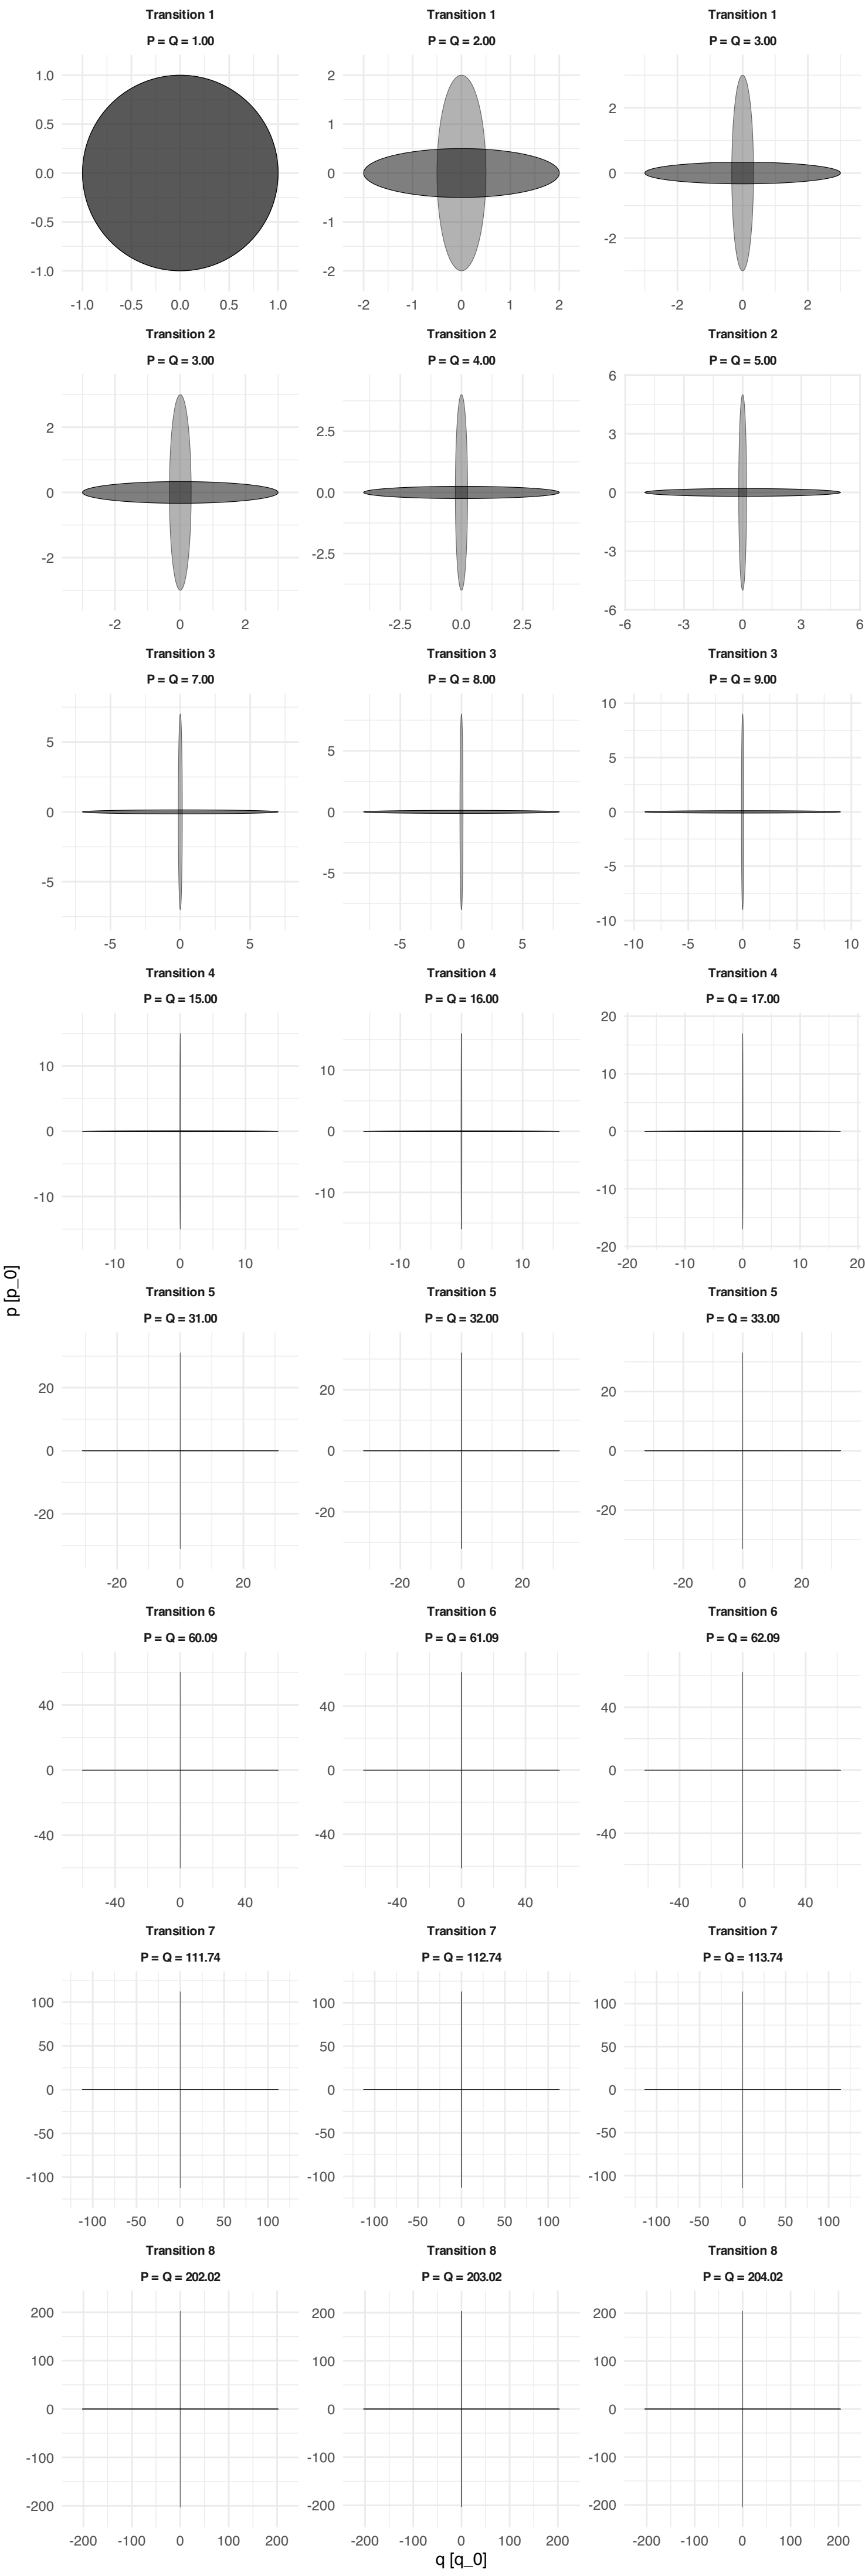 Transition 1 Transition 1 Transition 1
P = Q = 1.00 P = Q = 2.00 P = Q = 3.00
1.0 2
0.5 1 2
0.0 0 0
-0.5 -1 -2
-1.0 -2
-1.0 -0.5 0.0 0.5 1.0 -2 -1 0 1 2 -2 0 2
Transition 2 Transition 2 Transition 2
P = Q = 3.00 P = Q = 4.00 P = Q = 5.00
6
2 2.5 3
0 0.0 0
-2 -2.5 -3
-6
-2 0 2 -2.5 0.0 2.5 -6 -3 0 3 6
Transition 3 Transition 3 Transition 3
P = Q = 7.00 P = Q = 8.00 P = Q = 9.00
10
5 5 5
0 0 0
-5 -5 -5
-10
-5 0 5 -5 0 5 -10 -5 0 5 10
Transition 4 Transition 4 Transition 4
P = Q = 15.00 P = Q = 16.00 P = Q = 17.00
20
10 10 10
0 0 0
-10 -10 -10
-20
-10 0 10 -10 0 10 -20 -10 0 10 20
p [p_0]
Transition 5 Transition 5 Transition 5
P = Q = 31.00 P = Q = 32.00 P = Q = 33.00
20 20 20
0 0 0
-20 -20 -20
-20 0 20 -20 0 20 -20 0 20
Transition 6 Transition 6 Transition 6
P = Q = 60.09 P = Q = 61.09 P = Q = 62.09
40 40 40
0 0 0
-40 -40 -40
-40 0 40 -40 0 40 -40 0 40
Transition 7 Transition 7 Transition 7
P = Q = 111.74 P = Q = 112.74 P = Q = 113.74
100 100 100
50 50 50
0 0 0
-50 -50 -50
-100 -100 -100
-100 -50 0 50 100 -100 -50 0 50 100 -100 -50 0 50 100
Transition 8 Transition 8 Transition 8
P = Q = 202.02 P = Q = 203.02 P = Q = 204.02
200 200 200
100 100 100
0 0 0
-100 -100 -100
-200 -200 -200
-200 -100 0 100 200 -200 -100 0 100 200 -200 -100 0 100 200
q [q_0]